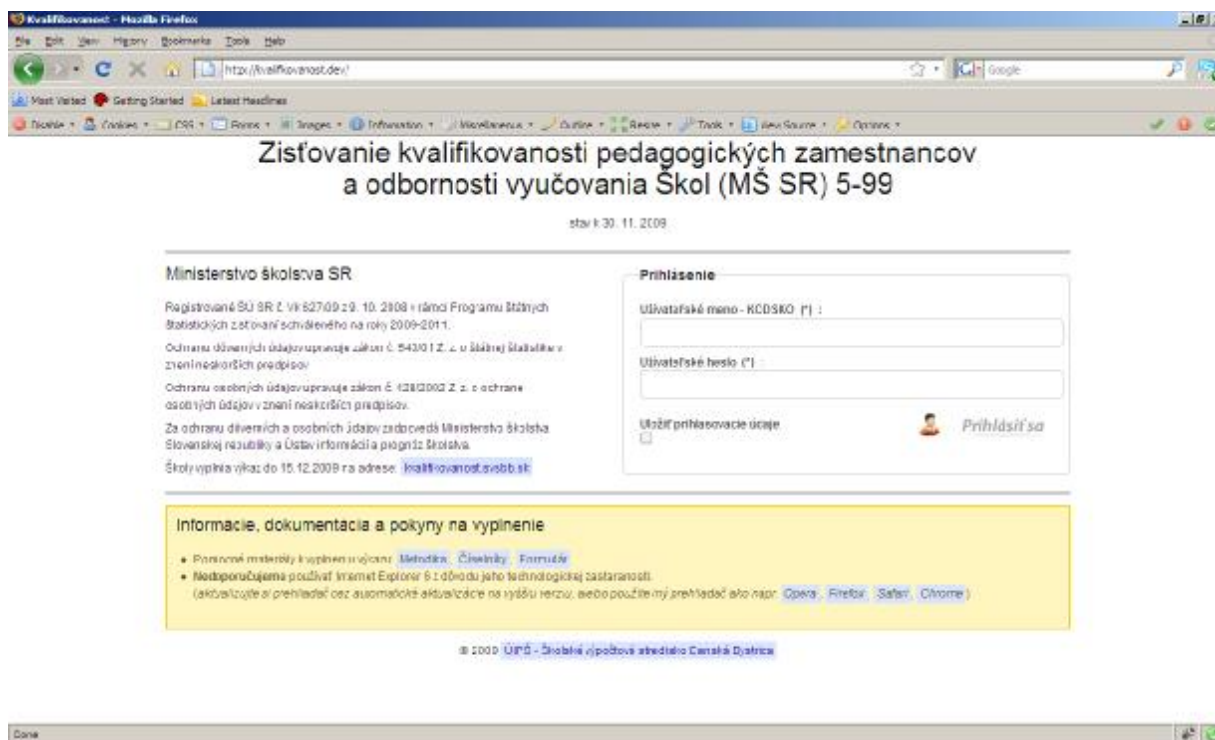 Kvalifikovanost - Mozilla Firefox
File Edit View History Bookmarks Tools Help
http://kvalifikovanost.dev/
Google
Most Visited Getting Started Latest Headlines
Disable Cookies CSS Forms Images Information Miscellaneous Outline Resize Tools View Source Options
Zisťovanie kvalifikovanosti pedagogických zamestnancov
a odbornosti vyučovania Škol (MŠ SR) 5-99
stav k 30. 11. 2009
Ministerstvo školstva SR
Registrované ŠÚ SR č. Vk 627/09 z 9. 10. 2008 v rámci Programu štátnych
štatistických zisťovaní schváleného na roky 2009-2011.
Ochranu dôverných údajov upravuje zákon č. 540/01 Z. z. o štátnej štatistike v
znení neskorších predpisov
Ochranu osobných údajov upravuje zákon č. 428/2002 Z. z. o ochrane
osobných údajov v znení neskorších predpisov.
Za ochranu dôverných a osobných údajov zodpovedá Ministerstvo školstva
Slovenskej republiky a Ústav informácií a prognóz školstva.
Školy vyplnia výkaz do 15.12.2009 na adrese: kvalifikovanost.svsbb.sk
Prihlásenie
Užívateľské meno - KODSKO (*) :
Užívateľské heslo (*) :
Uložiť prihlasovacie údaje
Prihlásiť sa
Informácie, dokumentácia a pokyny na vyplnenie
Pomocné materiály k vyplneniu výkazu: Metodika, Číselníky, Formulár
Nedoporučujeme používať Internet Explorer 6 z dôvodu jeho technologickej zastaranosti.
(aktualizujte si prehliadač cez automatické aktualizácie na vyššiu verziu, alebo použite iný prehliadač ako napr. Opera, Firefox, Safari, Chrome)
© 2009 ÚIPŠ - Školské výpočtové stredisko Banská Bystrica
Done